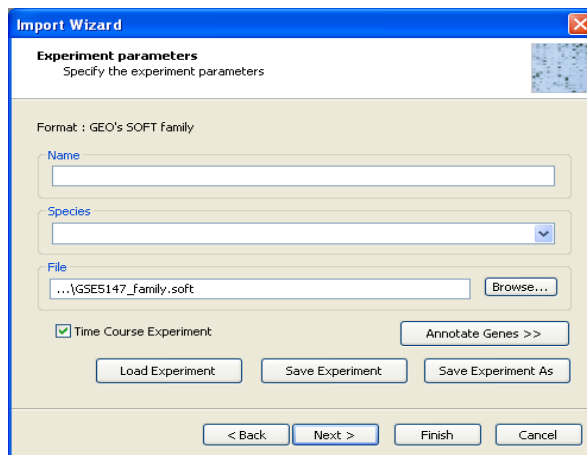 Import Wizard
Experiment parameters
Specify the experiment parameters
Format : GEO's SOFT family
Name
Species
File
...\GSE5147_family.soft
Browse...
Time Course Experiment
Annotate Genes >>
Load Experiment
Save Experiment
Save Experiment As
< Back
Next >
Finish
Cancel